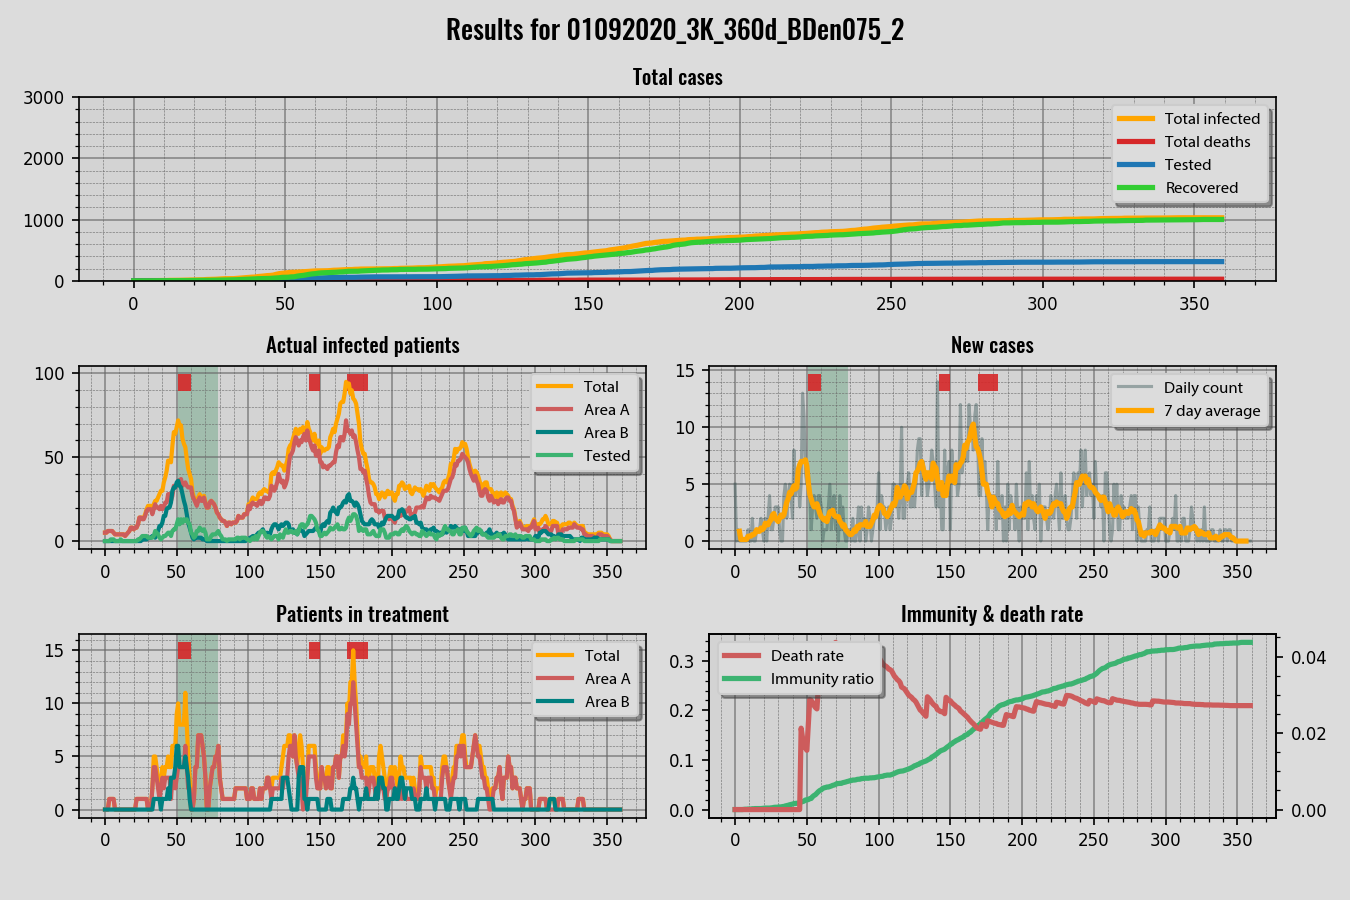 Results for 01092020_3K_360d_BDen075_2
Total cases
3000
2000
1000
0
Total infected
Total deaths
Tested
Recovered
0 50 100 150 200 250 300 350
Actual infected patients
100
50
0
Total
Area A
Area B
Tested
0 50 100 150 200 250 300 350
New cases
15
10
5
0
Daily count
7 day average
0 50 100 150 200 250 300 350
Patients in treatment
15
10
5
0
Total
Area A
Area B
0 50 100 150 200 250 300 350
Immunity & death rate
0.3
0.2
0.1
0.0
Death rate
Immunity ratio
0.04
0.02
0.00
0 50 100 150 200 250 300 350